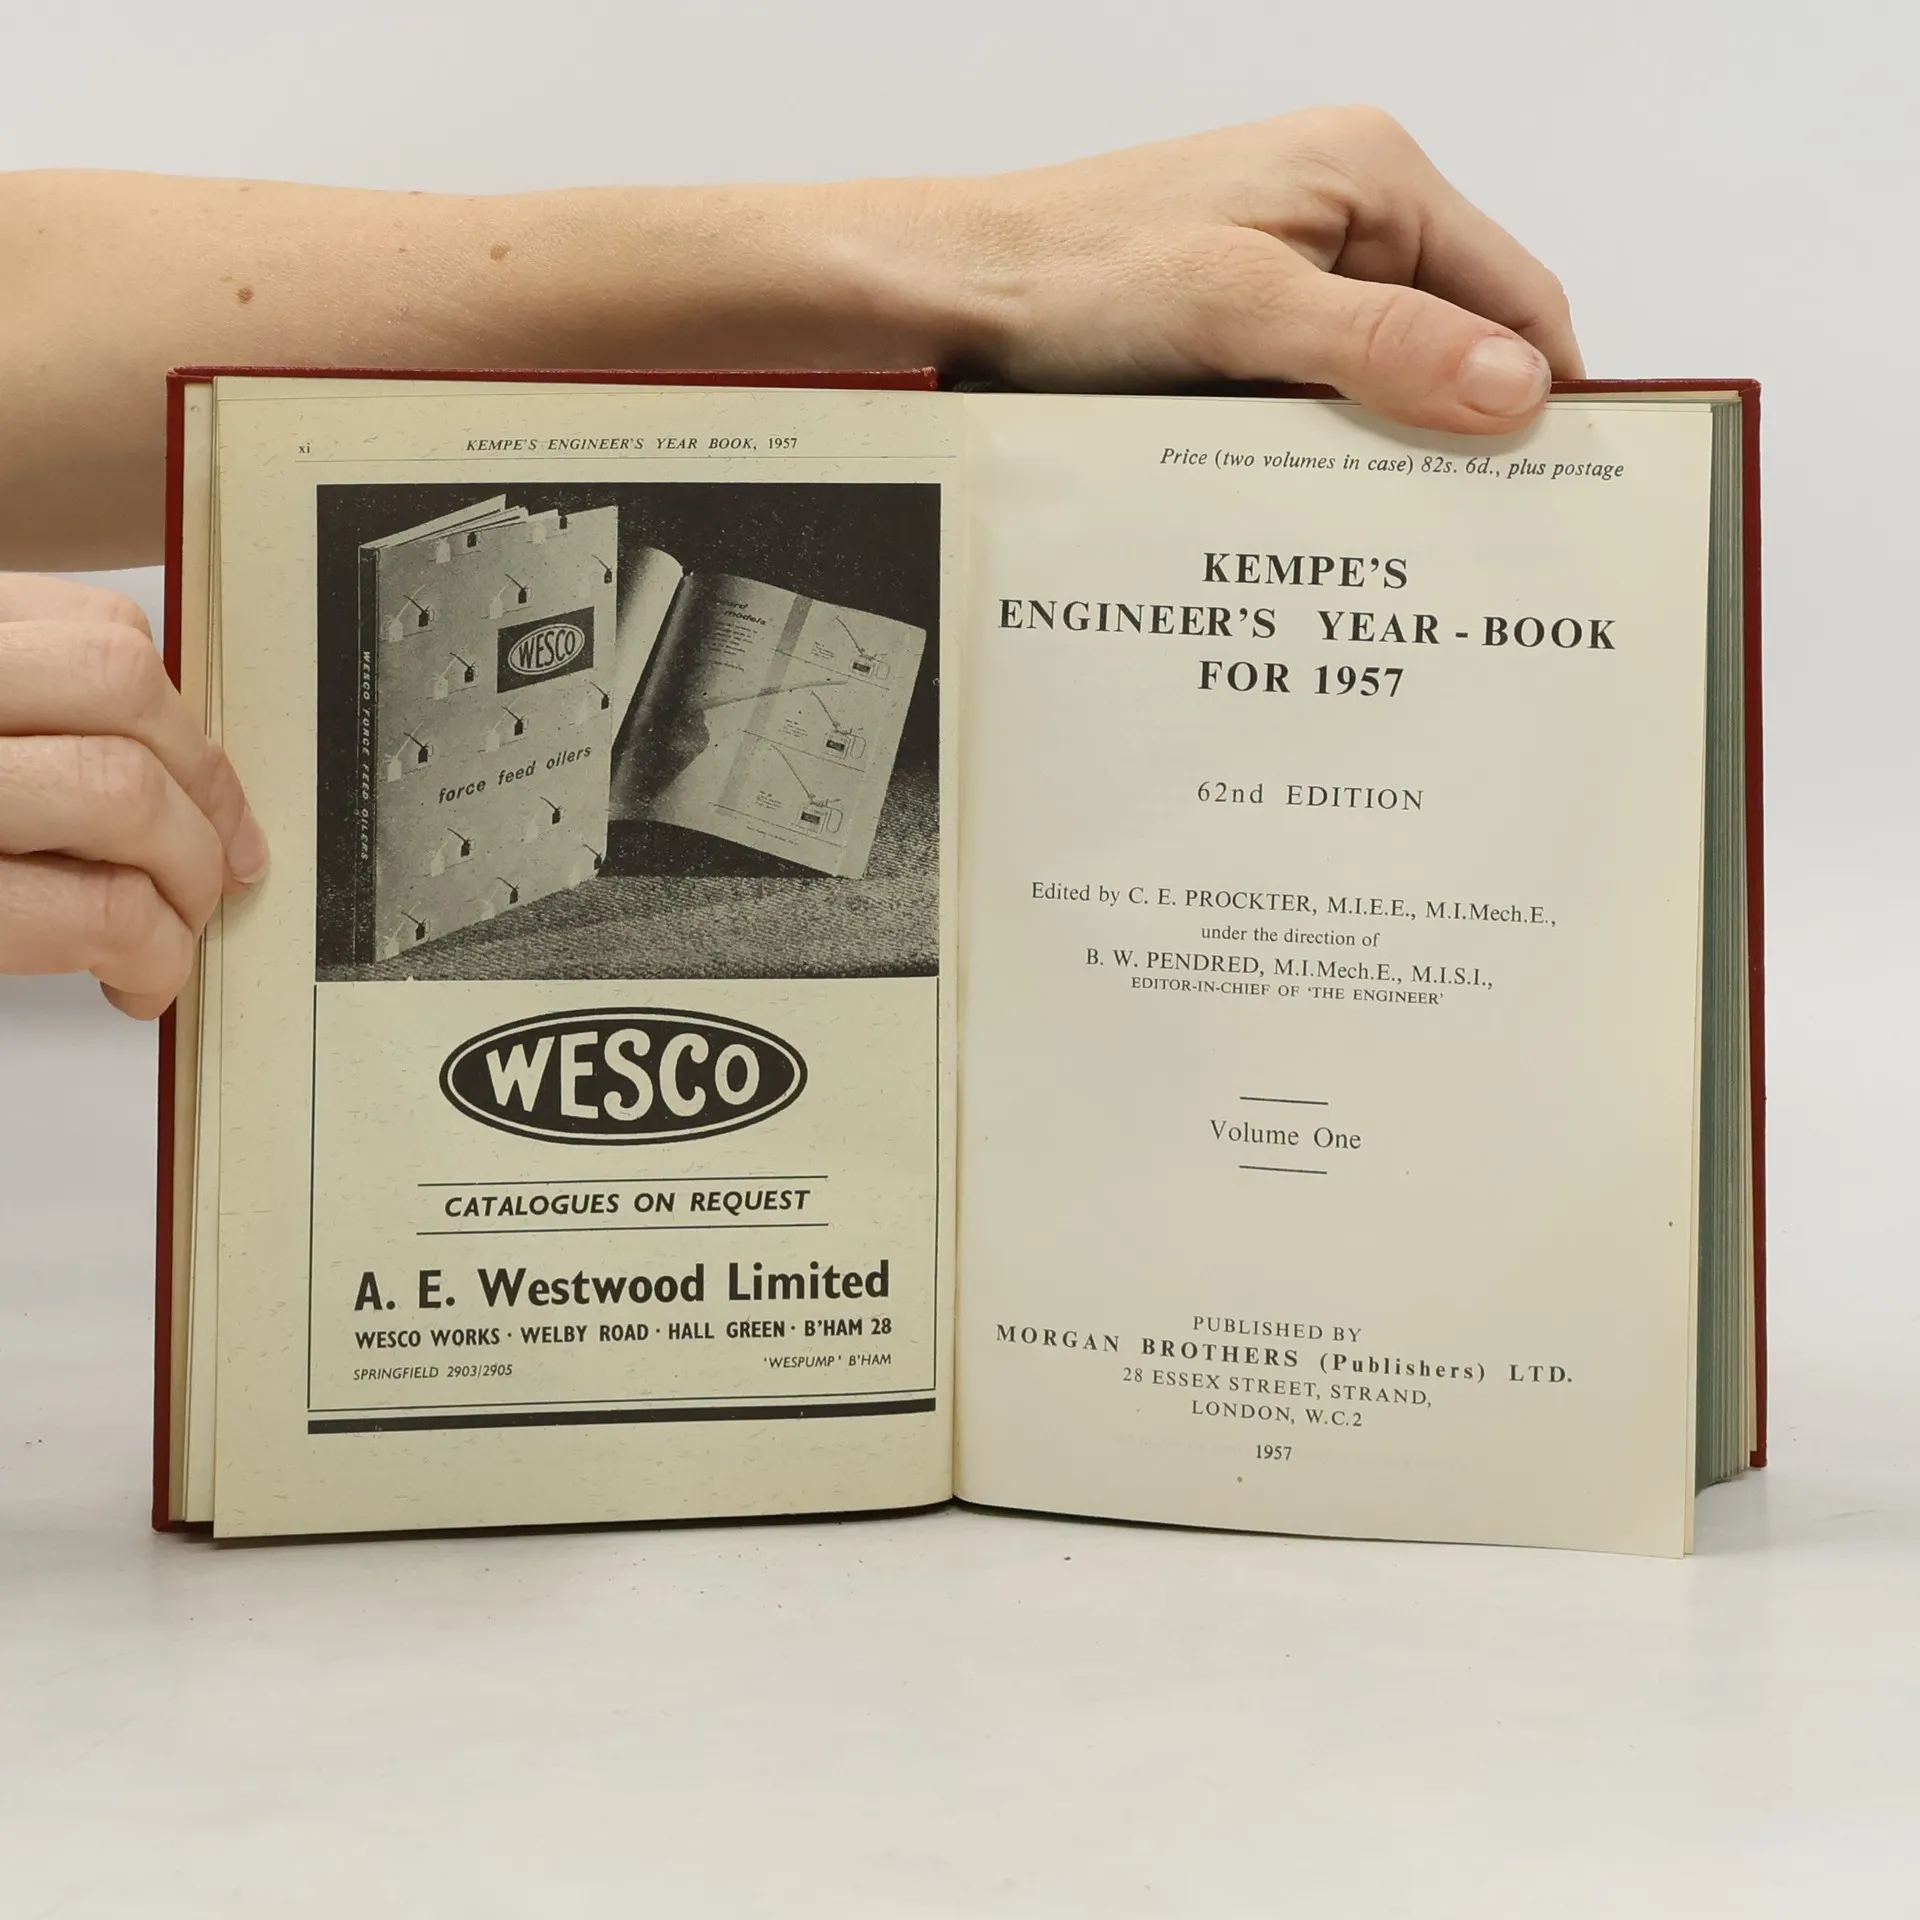 xi
KEMPE'S ENGINEER'S YEAR BOOK, 1957
WESCO
force feed oilers
WESCO FORCE FEED OILERS
models
WESCO
CATALOGUES ON REQUEST
A. E. Westwood Limited
WESCO WORKS · WELBY ROAD · HALL GREEN · B'HAM 28
SPRINGFIELD 2903/2905
'WESPUMP' B'HAM
Price (two volumes in case) 82s. 6d., plus postage
KEMPE'S
ENGINEER'S YEAR-BOOK
FOR 1957
62nd EDITION
Edited by C. E. PROCKTER, M.I.E.E., M.I.Mech.E.,
under the direction of
B. W. PENDRED, M.I.Mech.E., M.I.S.I.,
EDITOR-IN-CHIEF OF 'THE ENGINEER'
Volume One
PUBLISHED BY
MORGAN BROTHERS (Publishers) LTD.
28 ESSEX STREET, STRAND,
LONDON, W.C.2
1957